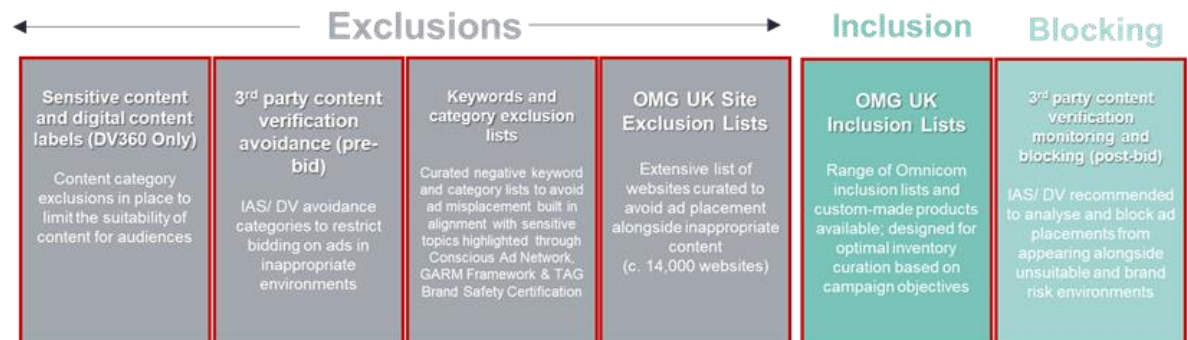 Exclusions
Inclusion
Blocking
Sensitive content
and digital content
labels (DV360 Only)
Content category
exclusions in place to
limit the suitability of
content for audiences
3rd party content
verification
avoidance (pre-
bid)
IAS/ DV avoidance
categories to restrict
bidding on ads in
inappropriate
environments
Keywords and
category exclusion
lists
Curated negative keyword
and category lists to avoid
ad misplacement built in
alignment with sensitive
topics highlighted through
Conscious Ad Network,
GARM Framework & TAG
Brand Safety Certification
OMG UK Site
Exclusion Lists
Extensive list of
websites curated to
avoid ad placement
alongside inappropriate
content
(c. 14,000 websites)
OMG UK
Inclusion Lists
Range of Omnicom
inclusion lists and
custom-made products
available; designed for
optimal inventory
curation based on
campaign objectives
3rd party content
verification
monitoring and
blocking (post-bid)
IAS/ DV recommended
to analyse and block ad
placements from
appearing alongside
unsuitable and brand
risk environments